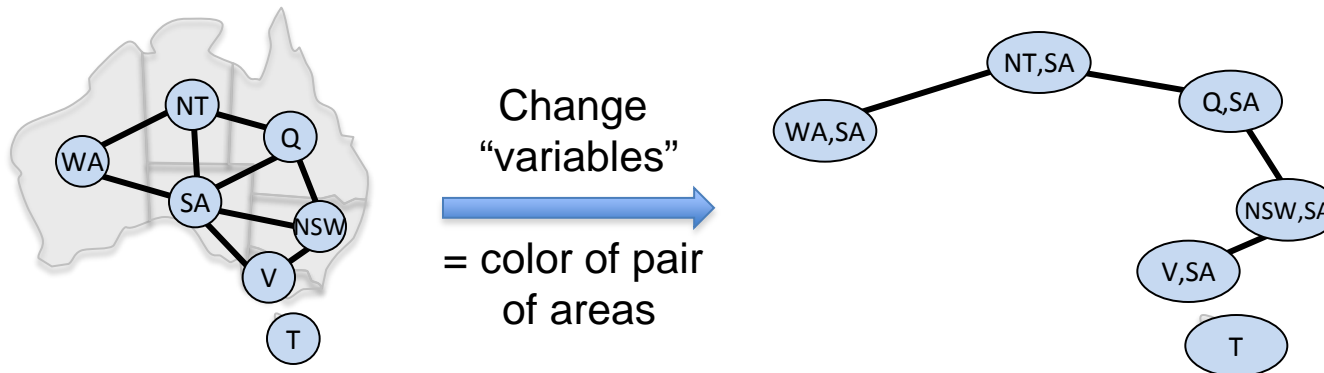 NT
Q
WA
SA
NSW
V
T
Change
“variables”
= color of pair
of areas
NT,SA
Q,SA
WA,SA
NSW,SA
V,SA
T